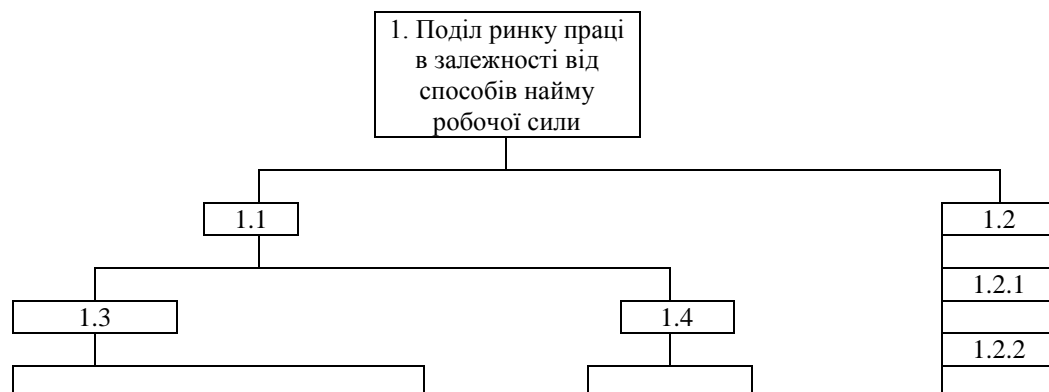 1. Поділ ринку праці
в залежності від
способів найму
робочої сили
1.1
1.2
1.2.1
1.3
1.4
1.2.2